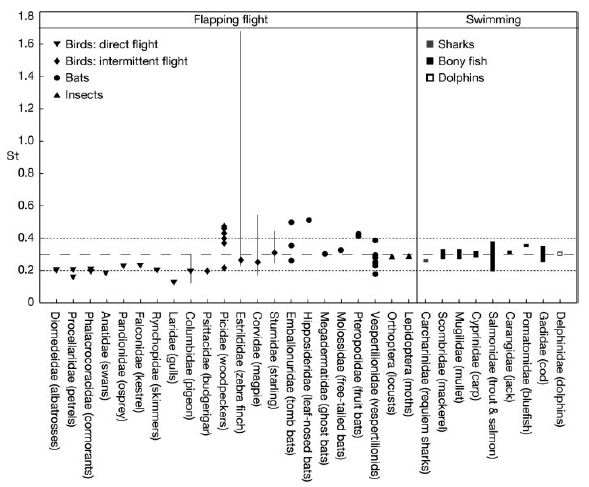 Flapping flight
Swimming
1.8
1.6
1.4
1.2
1.0
0.8
0.6
0.4
0.2
0
St
Birds: direct flight
Birds: intermittent flight
Bats
Insects
Sharks
Bony fish
Dolphins
Diomedeidae (albatrosses)
Procellariidae (petrels)
Phalacrocoracidae (cormorants)
Anatidae (swans)
Pandionidae (osprey)
Falconidae (kestre)
Rynchopidae (skimmers)
Laridae (gulls)
Columbidae (pigeon)
Psittacidae (budgerigar)
Picidae (woodpeckers)
Estrildidae (zebra finch)
Corvidae (magpie)
Sturnidae (starling)
Emballonuridae (tomb bats)
Hipposideridae (leaf-nosed bats)
Megadermatidae (ghost bats)
Molossidae (free-tailed bats)
Pteropodidae (fruit bats)
Vespertilionidae (vespertilionids)
Orthoptera (locusts)
Lepidoptera (moths)
Carcharinidae (requiem sharks)
Scombridae (mackerel)
Mugilidae (mullet)
Cyprinidae (carp)
Salmonidae (trout & salmon)
Carangidae (jack)
Pomatomidae (bluefish)
Gadidae (cod)
Delphinidae (dolphins)